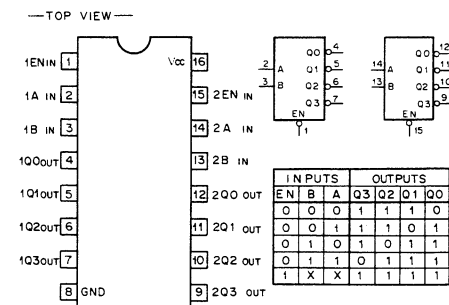 —TOP VIEW—
1EN IN 1
1A IN 2
1B IN 3
1Q0 OUT 4
1Q1 OUT 5
1Q2 OUT 6
1Q3 OUT 7
8 GND
Vcc 16
15 2EN IN
14 2A IN
13 2B IN
12 2Q0 OUT
11 2Q1 OUT
10 2Q2 OUT
9 2Q3 OUT
2 A Q0 4
3 B Q1 5
Q2 6
Q3 7
EN
1
14 A Q0 12
13 B Q1 11
Q2 10
Q3 9
EN
15
INPUTS OUTPUTS
EN B A Q3 Q2 Q1 Q0
0 0 0 1 1 1 0
0 0 1 1 1 0 1
0 1 0 1 0 1 1
0 1 1 0 1 1 1
1 X X 1 1 1 1